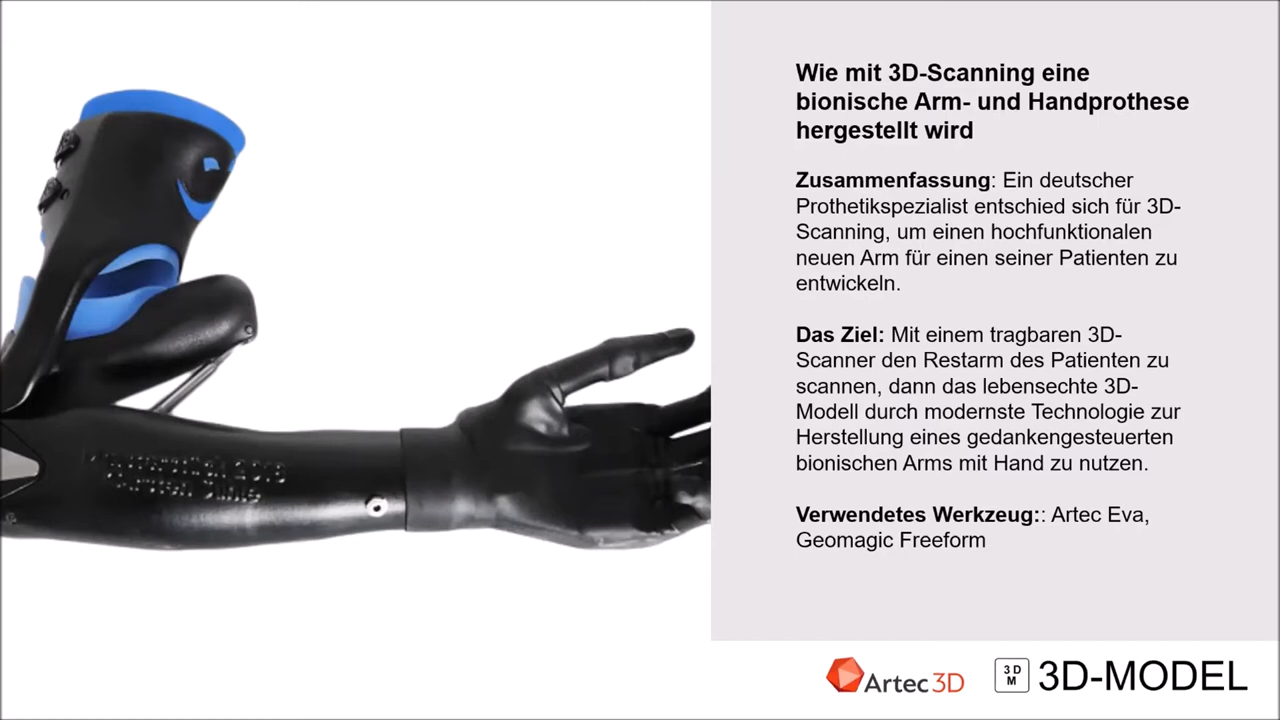 Wie mit 3D-Scanning eine
bionische Arm- und Handprothese
hergestellt wird
Zusammenfassung: Ein deutscher
Prothetikspezialist entschied sich für 3D-
Scanning, um einen hochfunktionalen
neuen Arm für einen seiner Patienten zu
entwickeln.
Das Ziel: Mit einem tragbaren 3D-
Scanner den Restarm des Patienten zu
scannen, dann das lebensechte 3D-
Modell durch modernste Technologie zur
Herstellung eines gedankengesteuerten
bionischen Arms mit Hand zu nutzen.
Verwendetes Werkzeug:: Artec Eva,
Geomagic Freeform
Artec 3D
3 D
M
3D-MODEL